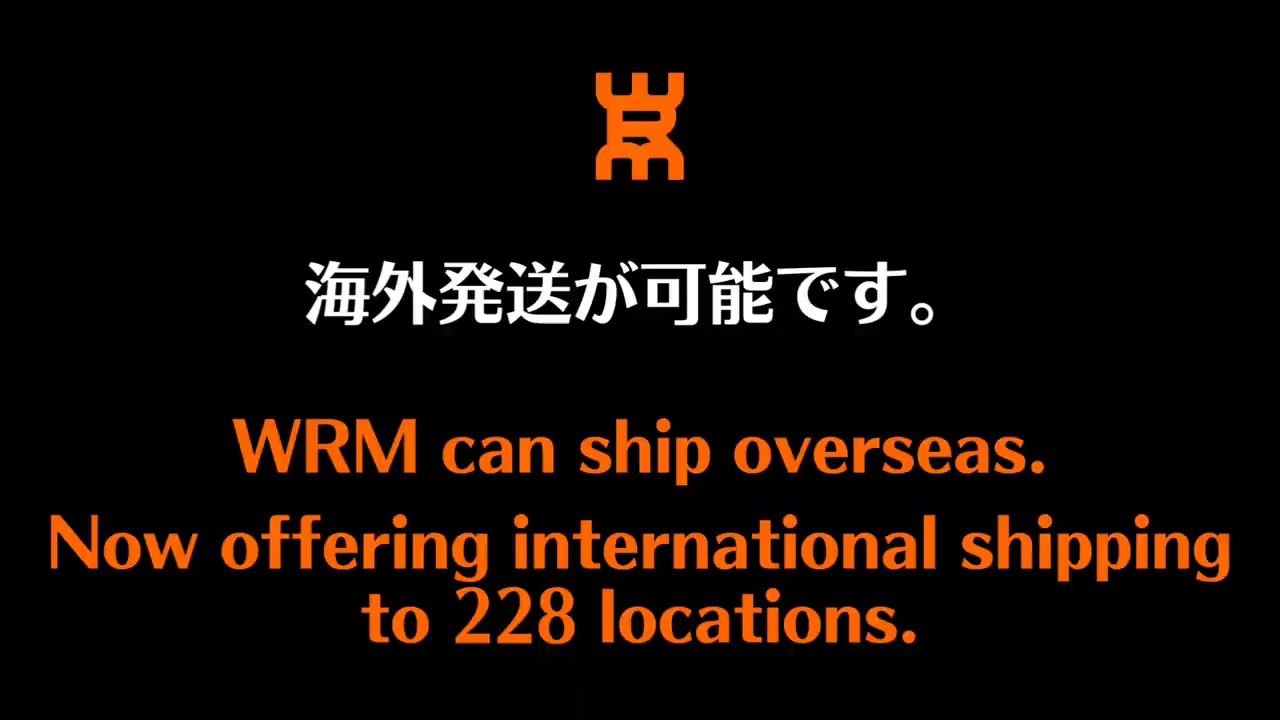 海外発送が可能です。
WRM can ship overseas.
Now offering international shipping
to 228 locations.